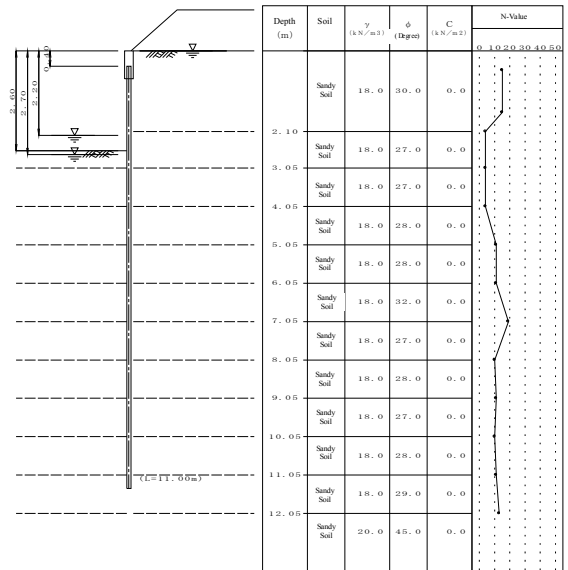 Depth (m) Soil γ (kN/m3) φ (Degree) C (kN/m2) N-Value
0 10 20 30 40 50
0.40
2.20
2.70
2.60
Sandy Soil 18.0 30.0 0.0
2.10
Sandy Soil 18.0 27.0 0.0
3.05
Sandy Soil 18.0 27.0 0.0
4.05
Sandy Soil 18.0 28.0 0.0
5.05
Sandy Soil 18.0 28.0 0.0
6.05
Sandy Soil 18.0 32.0 0.0
7.05
Sandy Soil 18.0 27.0 0.0
8.05
Sandy Soil 18.0 28.0 0.0
9.05
Sandy Soil 18.0 27.0 0.0
10.05
Sandy Soil 18.0 28.0 0.0
11.05
(L=11.00m)
Sandy Soil 18.0 29.0 0.0
12.05
Sandy Soil 20.0 45.0 0.0